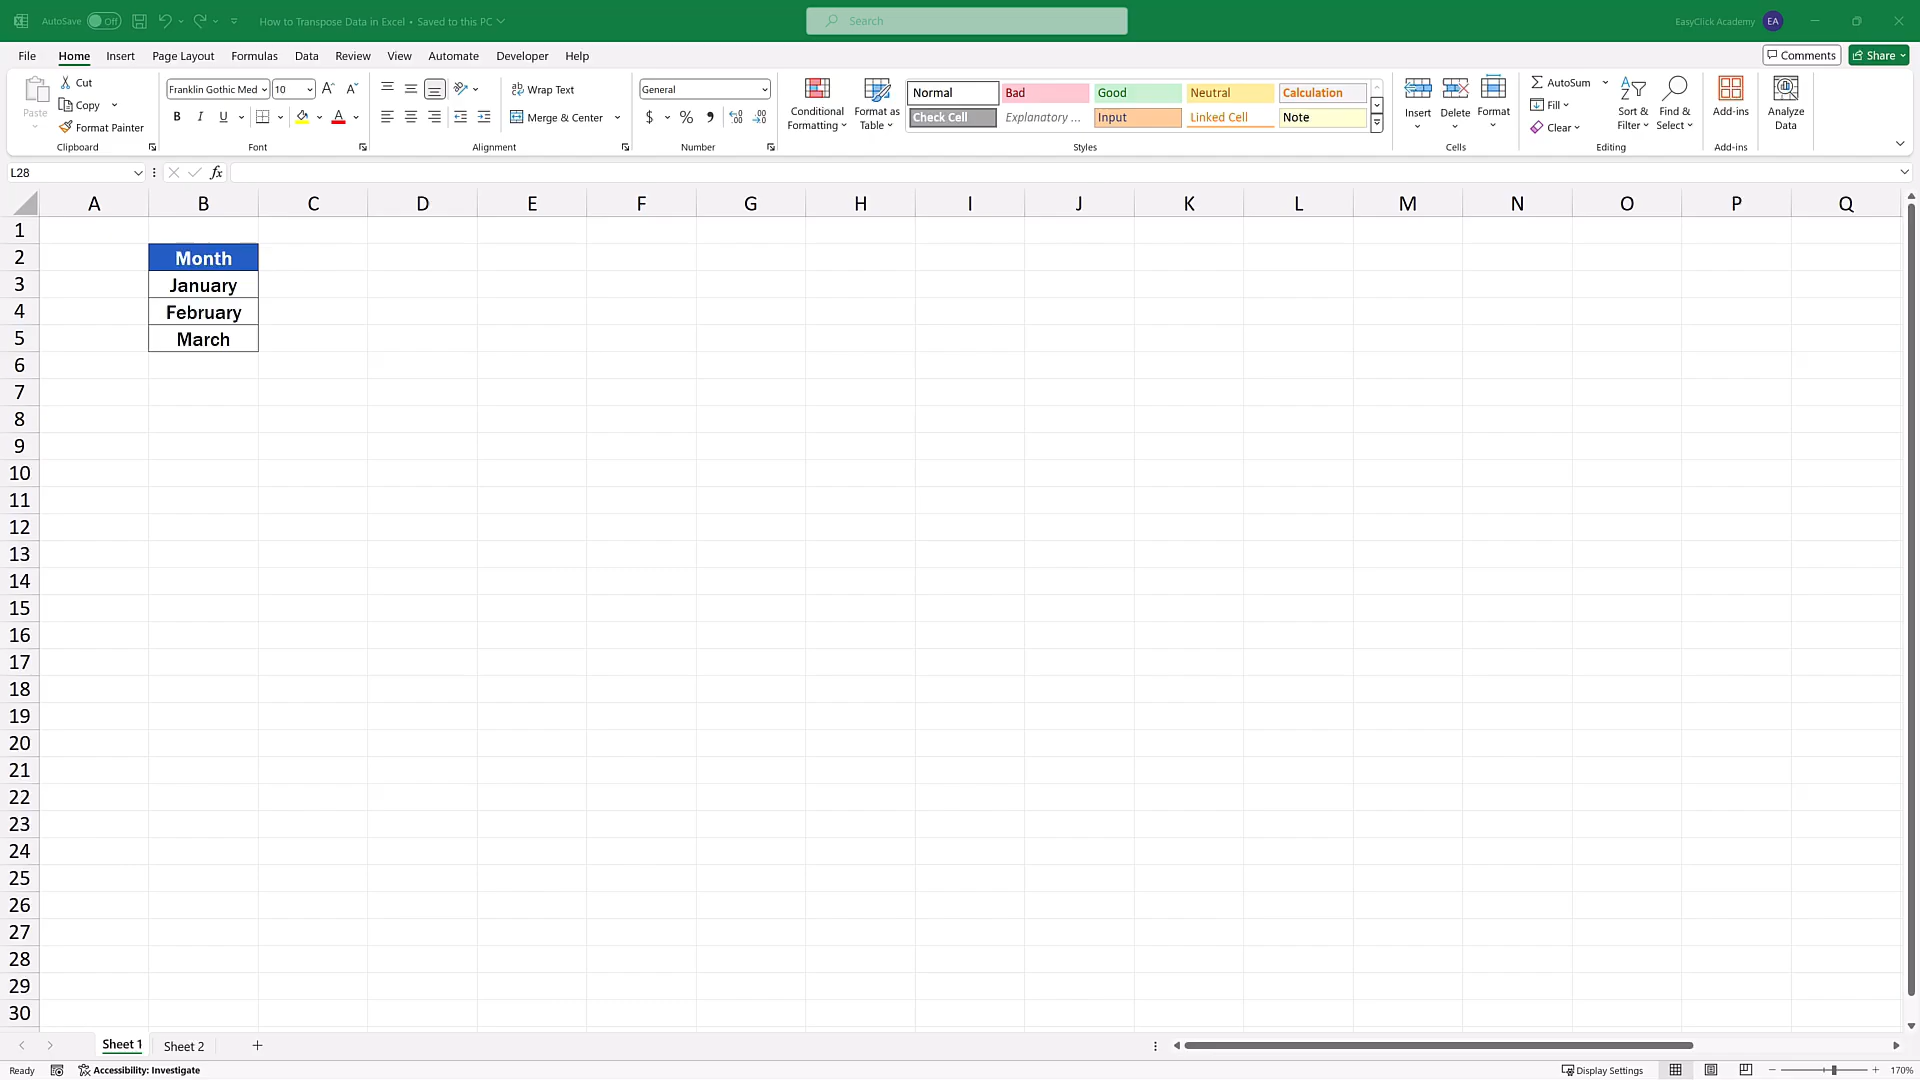 AutoSave Off How to Transpose Data in Excel • Saved to this PC Search EasyClick Academy EA
File Home Insert Page Layout Formulas Data Review View Automate Developer Help Comments Share
Paste
Cut
Copy
Format Painter
Clipboard
Franklin Gothic Med 10 A A
B I U A
Font
ab Wrap Text
Merge & Center
Alignment
General
$ % ,
Number
Conditional
Formatting
Format as
Table
Normal Bad Good Neutral Calculation
Check Cell Explanatory ... Input Linked Cell Note
Styles
Insert Delete Format
Cells
AutoSum
Fill
Clear
Sort &
Filter
Find &
Select
Editing
Add-ins
Add-ins
Analyze
Data
L28 fx
A B C D E F G H I J K L M N O P Q
1
2 Month
3 January
4 February
5 March
6
7
8
9
10
11
12
13
14
15
16
17
18
19
20
21
22
23
24
25
26
27
28
29
30
Sheet 1 Sheet 2 +
Ready Accessibility: Investigate Display Settings − + 170%